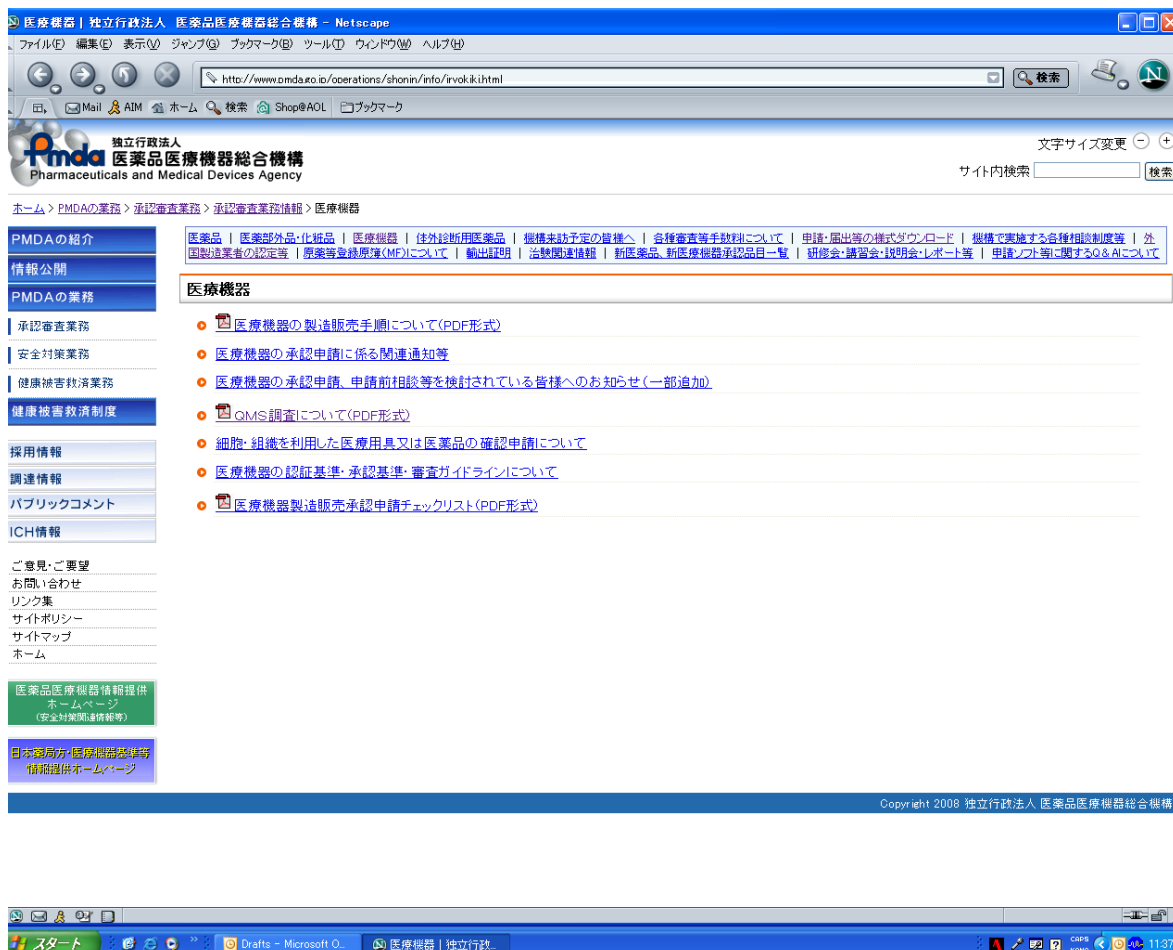 医療機器 | 独立行政法人 医薬品医療機器総合機構 - Netscape
ファイル(F) 編集(E) 表示(V) ジャンプ(G) ブックマーク(B) ツール(T) ウィンドウ(W) ヘルプ(H)
http://www.pmda.go.jp/operations/shonin/info/iryokiki.html
検索
N
Mail AIM ホーム 検索 Shop@AOL ブックマーク
Pmda 独立行政法人
医薬品医療機器総合機構
Pharmaceuticals and Medical Devices Agency
文字サイズ変更 - +
サイト内検索 検索
ホーム > PMDAの業務 > 承認審査業務 > 承認審査業務情報 > 医療機器
PMDAの紹介
情報公開
PMDAの業務
承認審査業務
安全対策業務
健康被害救済業務
健康被害救済制度
採用情報
調達情報
パブリックコメント
ICH情報
ご意見・ご要望
お問い合わせ
リンク集
サイトポリシー
サイトマップ
ホーム
医薬品医療機器情報提供
ホームページ
(安全対策関連情報等)
日本薬局方・医療機器基準等
情報提供ホームページ
医薬品 | 医薬部外品・化粧品 | 医療機器 | 体外診断用医薬品 | 機構来訪予定の皆様へ | 各種審査等手数料について | 申請・届出等の様式ダウンロード | 機構で実施する各種相談制度等 | 外
国製造業者の認定等 | 原薬等登録原簿(MF)について | 輸出証明 | 治験関連情報 | 新医薬品、新医療機器承認品目一覧 | 研修会・講習会・説明会・レポート等 | 申請ソフト等に関するQ&Aについて
医療機器
医療機器の製造販売手順について(PDF形式)
医療機器の承認申請に係る関連通知等
医療機器の承認申請、申請前相談等を検討されている皆様へのお知らせ(一部追加)
QMS調査について(PDF形式)
細胞・組織を利用した医療用具又は医薬品の確認申請について
医療機器の認証基準・承認基準・審査ガイドラインについて
医療機器製造販売承認申請チェックリスト(PDF形式)
Copyright 2008 独立行政法人 医薬品医療機器総合機構
スタート Drafts - Microsoft O... 医療機器 | 独立行政... CAPS 11:37